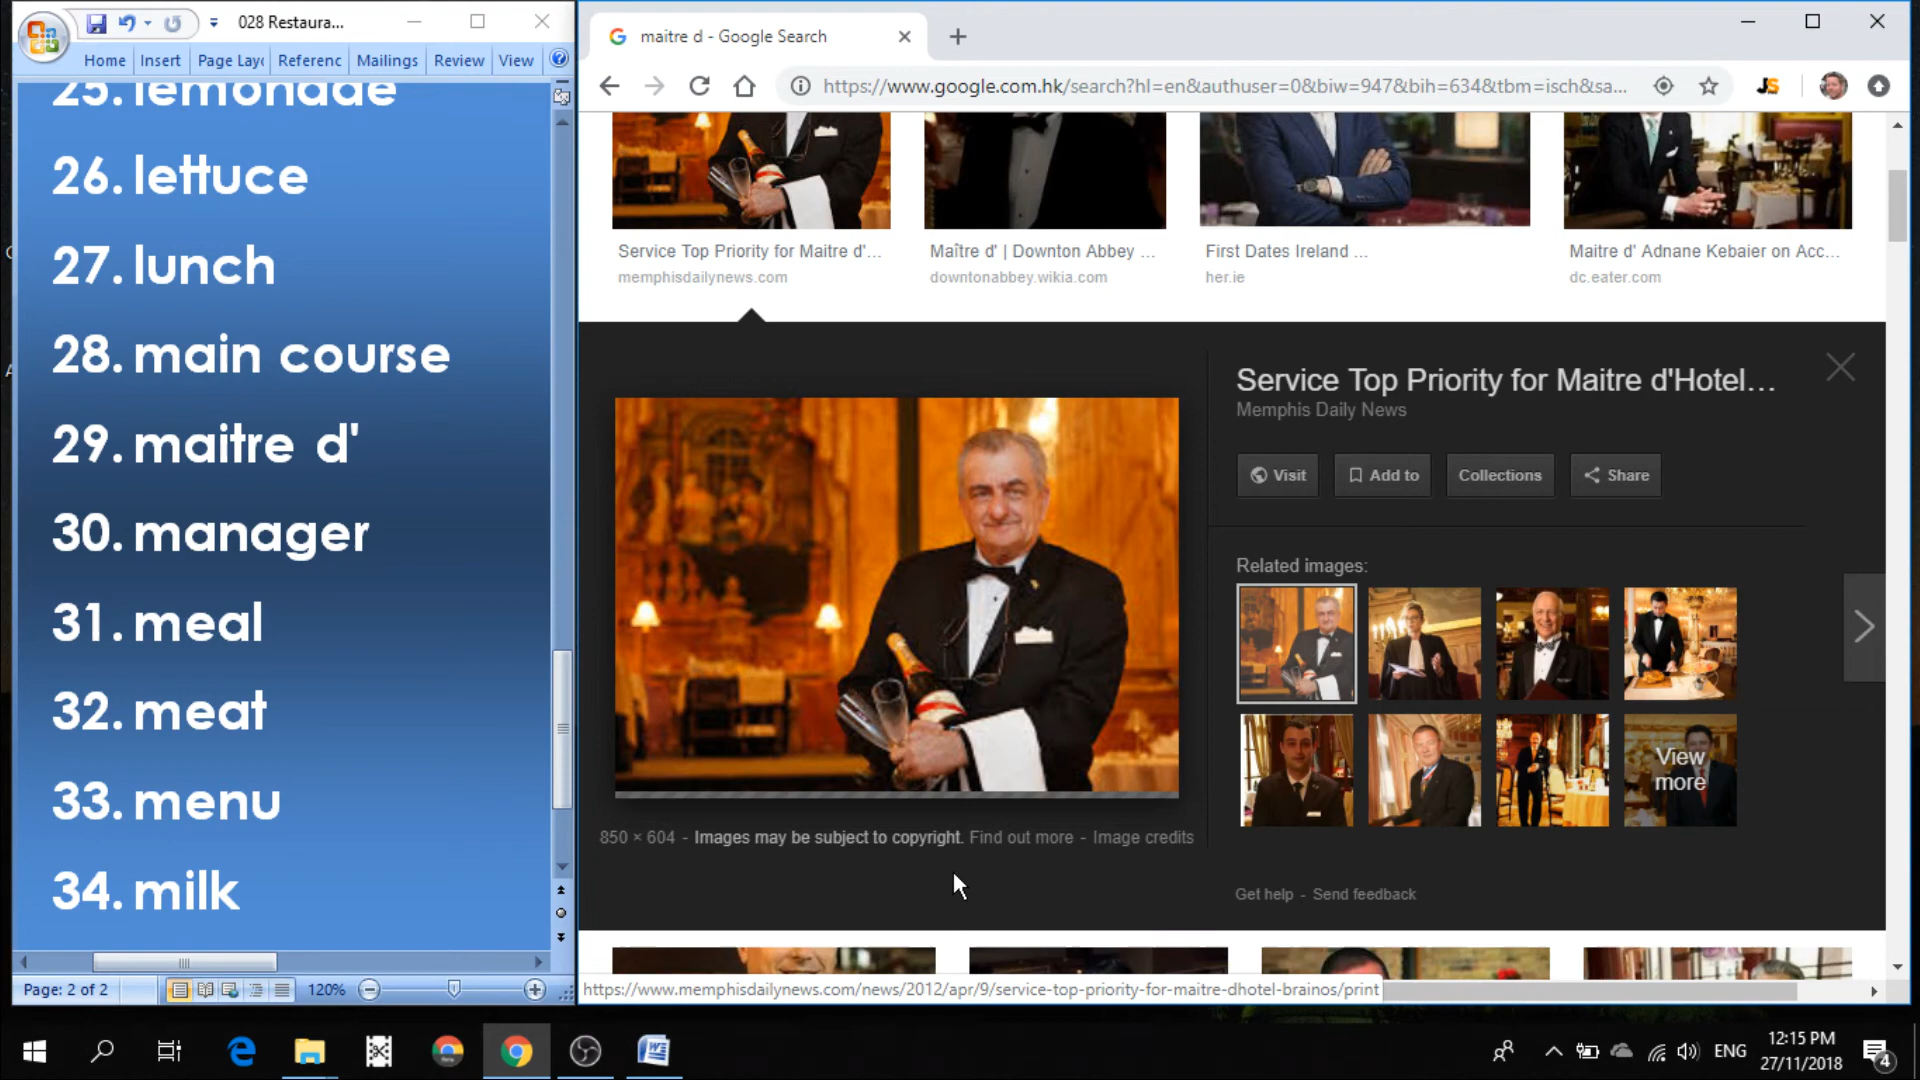 028 Restaura...
Home Insert Page Layo Referenc Mailings Review View
25. lemonade
26. lettuce
27. lunch
28. main course
29. maitre d'
30. manager
31. meal
32. meat
33. menu
34. milk
Page: 2 of 2
120%
maitre d - Google Search
https://www.google.com.hk/search?hl=en&authuser=0&biw=947&bih=634&tbm=isch&sa...
JS
Service Top Priority for Maitre d'...
memphisdailynews.com
Maître d' | Downton Abbey ...
downtonabbey.wikia.com
First Dates Ireland ...
her.ie
Maitre d' Adnane Kebaier on Acc...
dc.eater.com
Service Top Priority for Maitre d'Hotel...
Memphis Daily News
Visit
Add to
Collections
Share
Related images:
View
more
850 × 604 - Images may be subject to copyright. Find out more - Image credits
Get help - Send feedback
https://www.memphisdailynews.com/news/2012/apr/9/service-top-priority-for-maitre-dhotel-brainos/print
ENG
12:15 PM
27/11/2018
4